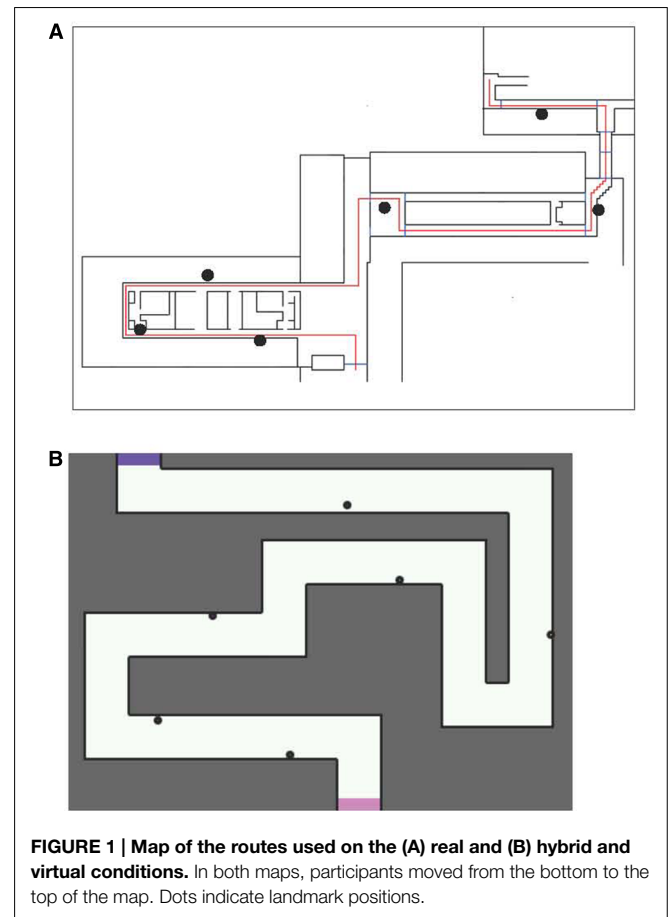 A
B
FIGURE 1 | Map of the routes used on the (A) real and (B) hybrid and
virtual conditions. In both maps, participants moved from the bottom to the
top of the map. Dots indicate landmark positions.